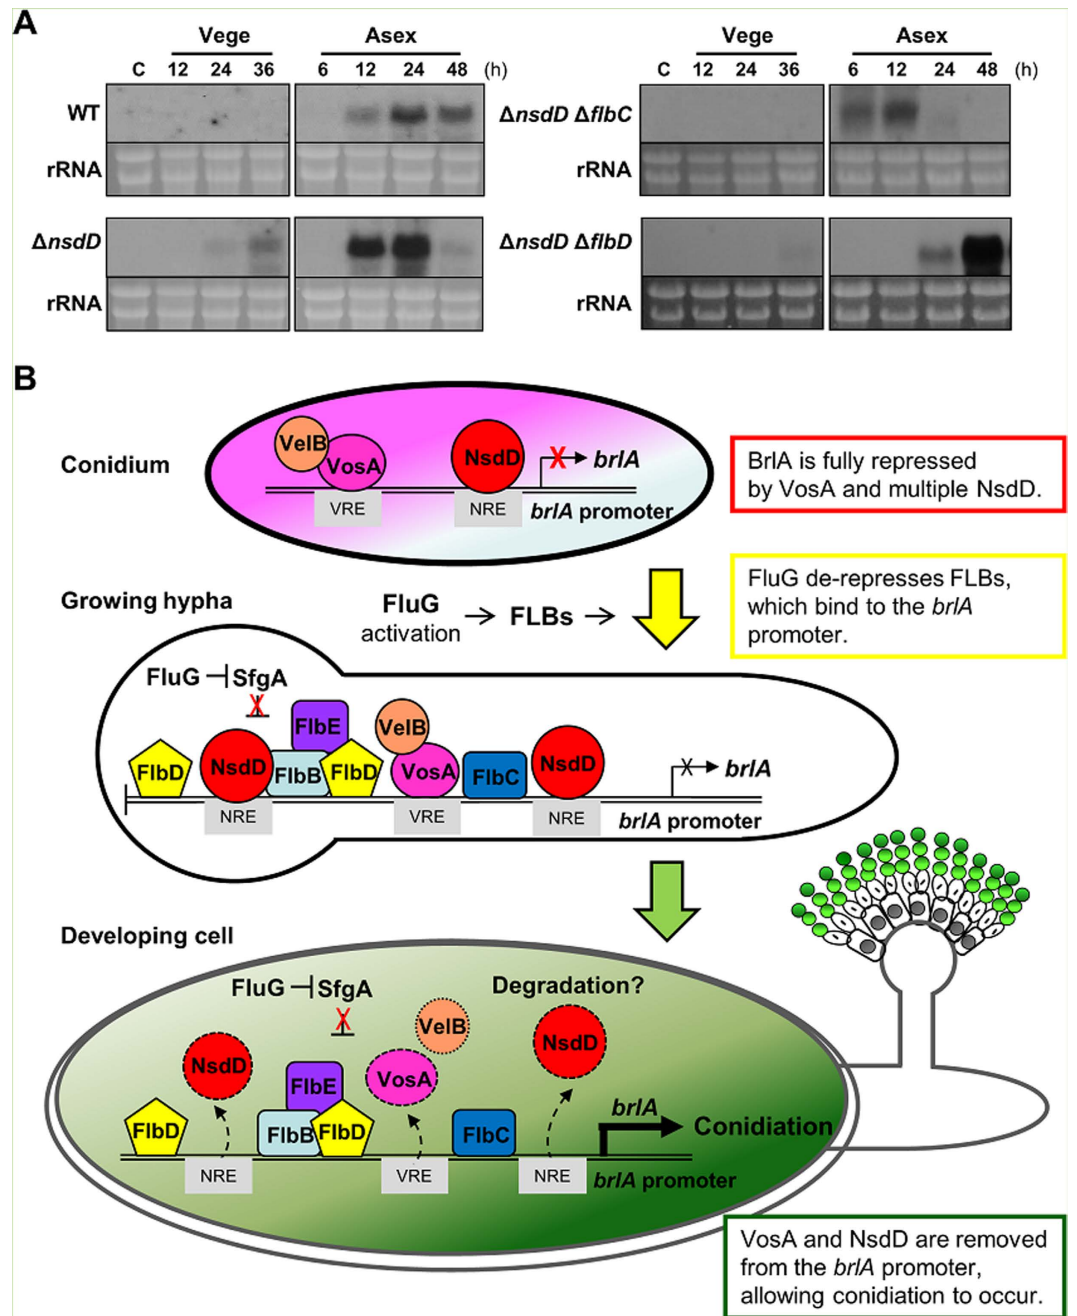 A
Vege Asex
C 12 24 36 6 12 24 48 (h)
WT
rRNA
ΔnsdD
rRNA
Vege Asex
C 12 24 36 6 12 24 48 (h)
ΔnsdD ΔflbC
rRNA
ΔnsdD ΔflbD
rRNA
B
Conidium
VelB
VosA
NsdD
X
brlA
VRE
NRE
brlA promoter
BrlA is fully repressed
by VosA and multiple NsdD.
Growing hypha
FluG
activation
→ FLBs →
FluG de-represses FLBs,
which bind to the brlA
promoter.
FluG ⊣ SfgA
X
FlbE
VelB
FlbD
NsdD
FlbB
FlbD
VosA
FlbC
NsdD
X
brlA
NRE
VRE
NRE
brlA promoter
Developing cell
FluG ⊣ SfgA
X
Degradation?
VelB
NsdD
NsdD
FlbE
VosA
FlbD
FlbB
FlbD
FlbC
brlA
Conidiation
NRE
VRE
NRE
brlA promoter
VosA and NsdD are removed
from the brlA promoter,
allowing conidiation to occur.